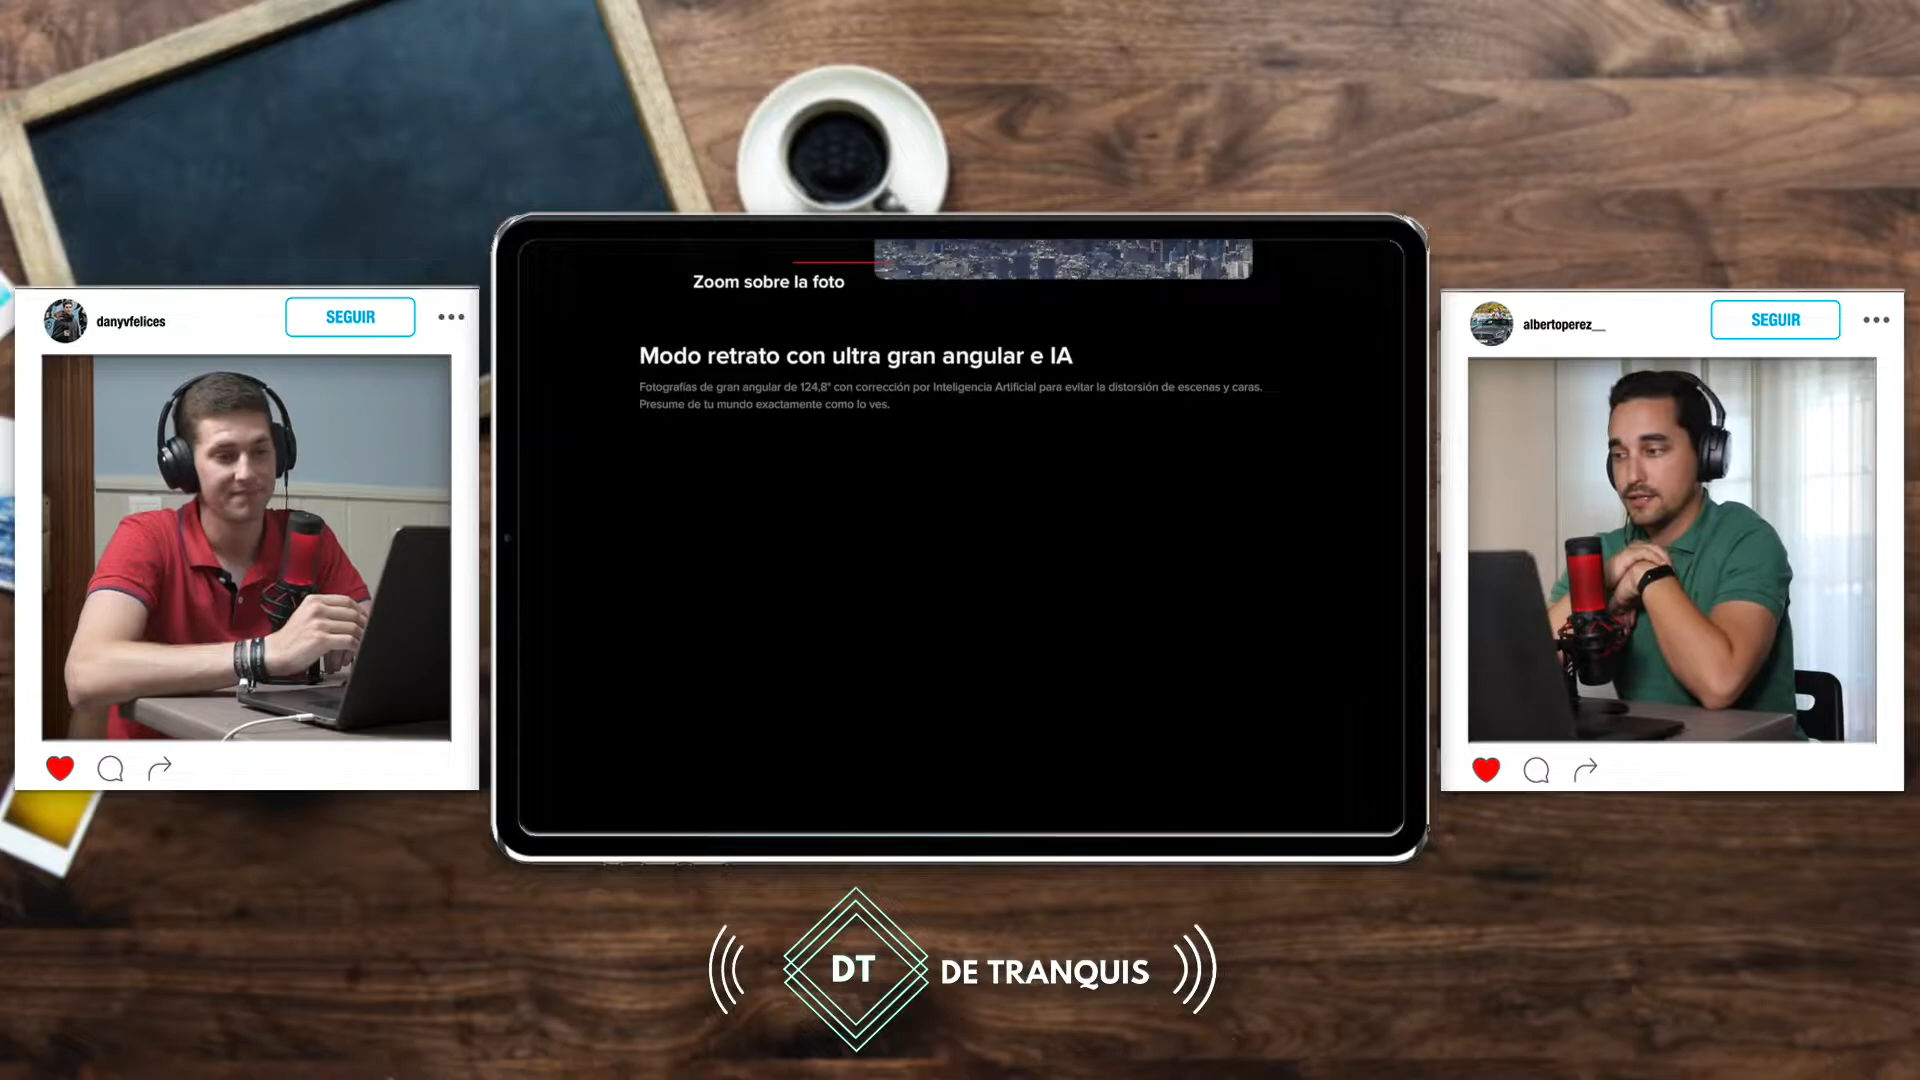 Zoom sobre la foto
Modo retrato con ultra gran angular e IA
Fotografías de gran angular de 124,8° con corrección por Inteligencia Artificial para evitar la distorsión de escenas y caras.
Presume de tu mundo exactamente como lo ves.
danyvfelices
SEGUIR
albertoperez__
SEGUIR
DT
DE TRANQUIS